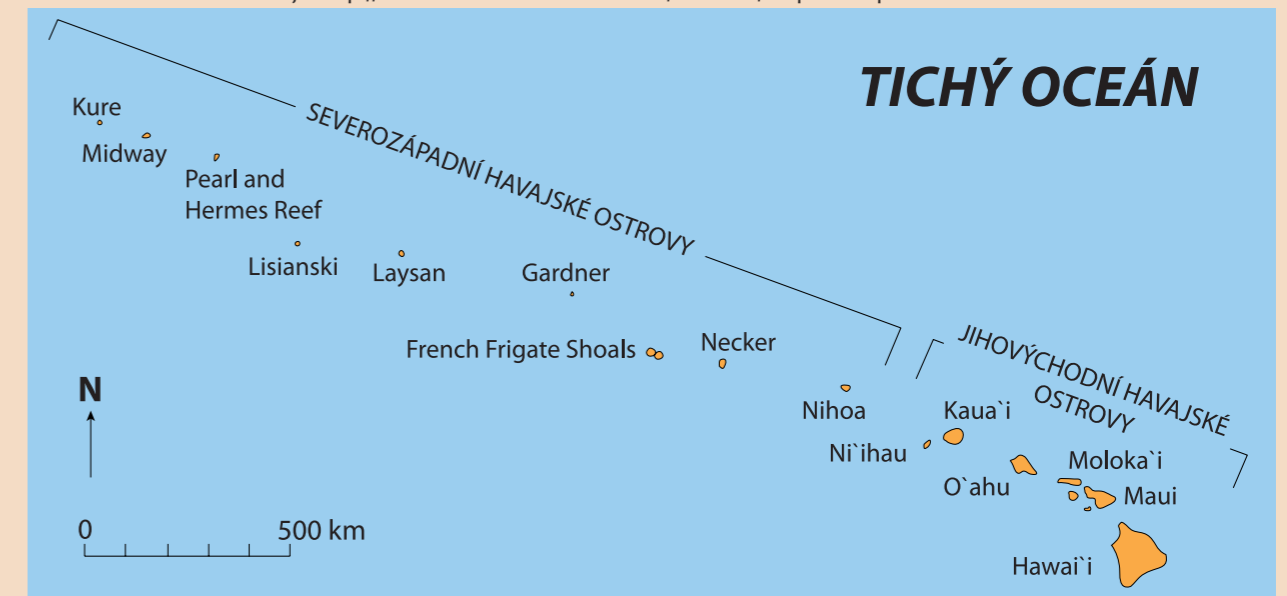 TICHÝ OCEÁN
Kure
Midway
Pearl and
Hermes Reef
SEVEROZÁPADNÍ HAVAJSKÉ OSTROVY
Lisianski
Laysan
Gardner
French Frigate Shoals
Necker
Nihoa
JIHOVÝCHODNÍ HAVAJSKÉ
OSTROVY
Kaua`i
Ni`ihau
O`ahu
Moloka`i
Maui
Hawai`i
N
0 500 km